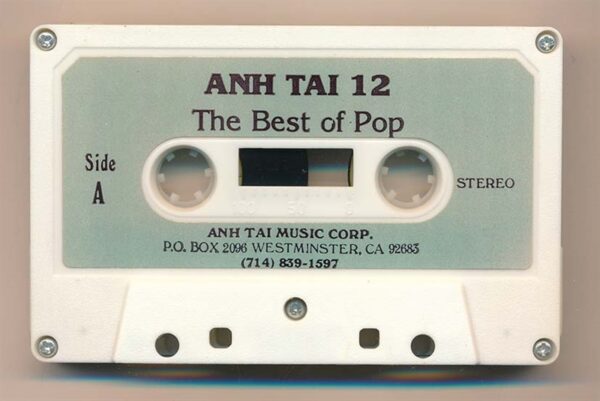 ANH TAI 12
The Best of Pop
Side
A
STEREO
ANH TAI MUSIC CORP.
P.O. BOX 2096 WESTMINSTER, CA 92683
(714) 839-1597